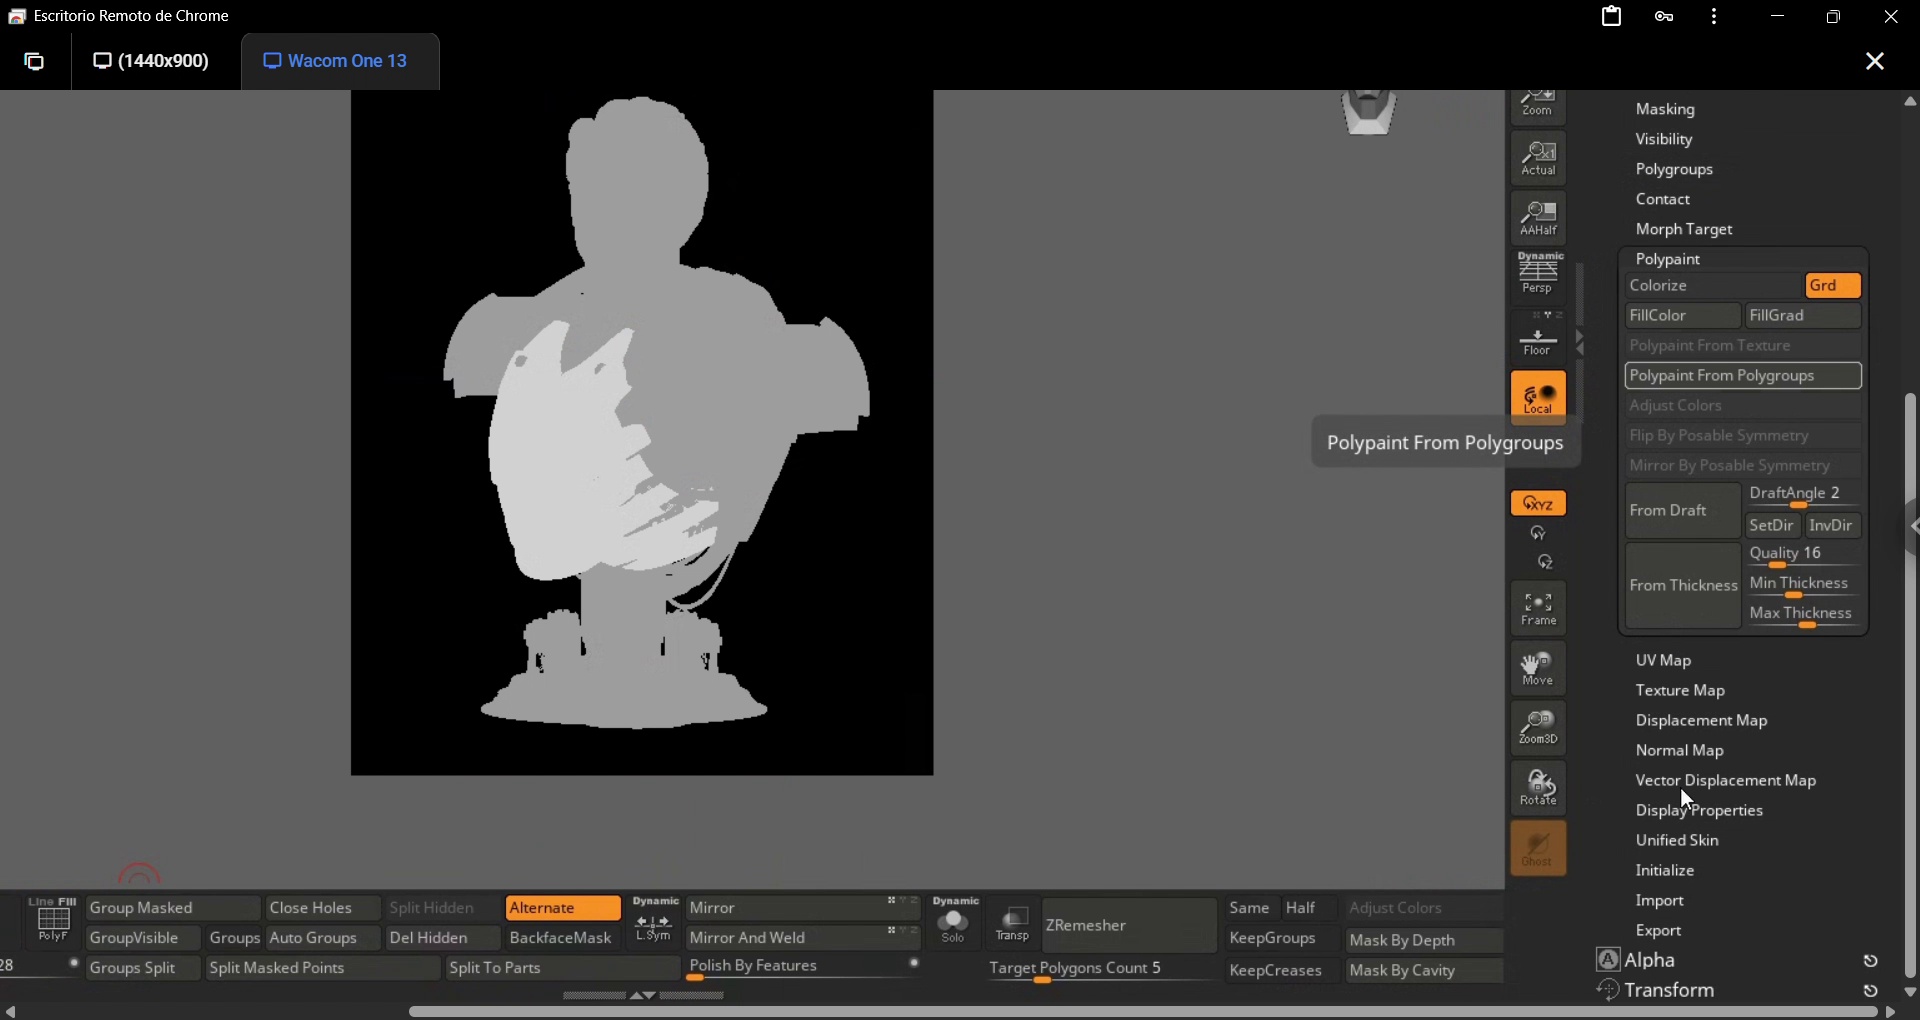 Escritorio Remoto de Chrome
(1440x900)
Wacom One 13
Zoom
Actual
AAHalf
Dynamic
Persp
Floor
Local
Polypaint From Polygroups
XYZ
Y
Z
Frame
Move
Zoom3D
Rotate
Ghost
Masking
Visibility
Polygroups
Contact
Morph Target
Polypaint
Colorize Grd
FillColor FillGrad
Polypaint From Texture
Polypaint From Polygroups
Adjust Colors
Flip By Posable Symmetry
Mirror By Posable Symmetry
From Draft DraftAngle 2
SetDir InvDir
From Thickness Quality 16
Min Thickness
Max Thickness
UV Map
Texture Map
Displacement Map
Normal Map
Vector Displacement Map
Display Properties
Unified Skin
Initialize
Import
Export
Alpha
Transform
Line Fill
PolyF
Group Masked Close Holes Split Hidden Alternate Dynamic Mirror Dynamic
GroupVisible Groups Auto Groups Del Hidden BackfaceMask L.Sym Mirror And Weld Solo Transp ZRemesher
28 Groups Split Split Masked Points Split To Parts Polish By Features Target Polygons Count 5
Same Half Adjust Colors
KeepGroups Mask By Depth
KeepCreases Mask By Cavity